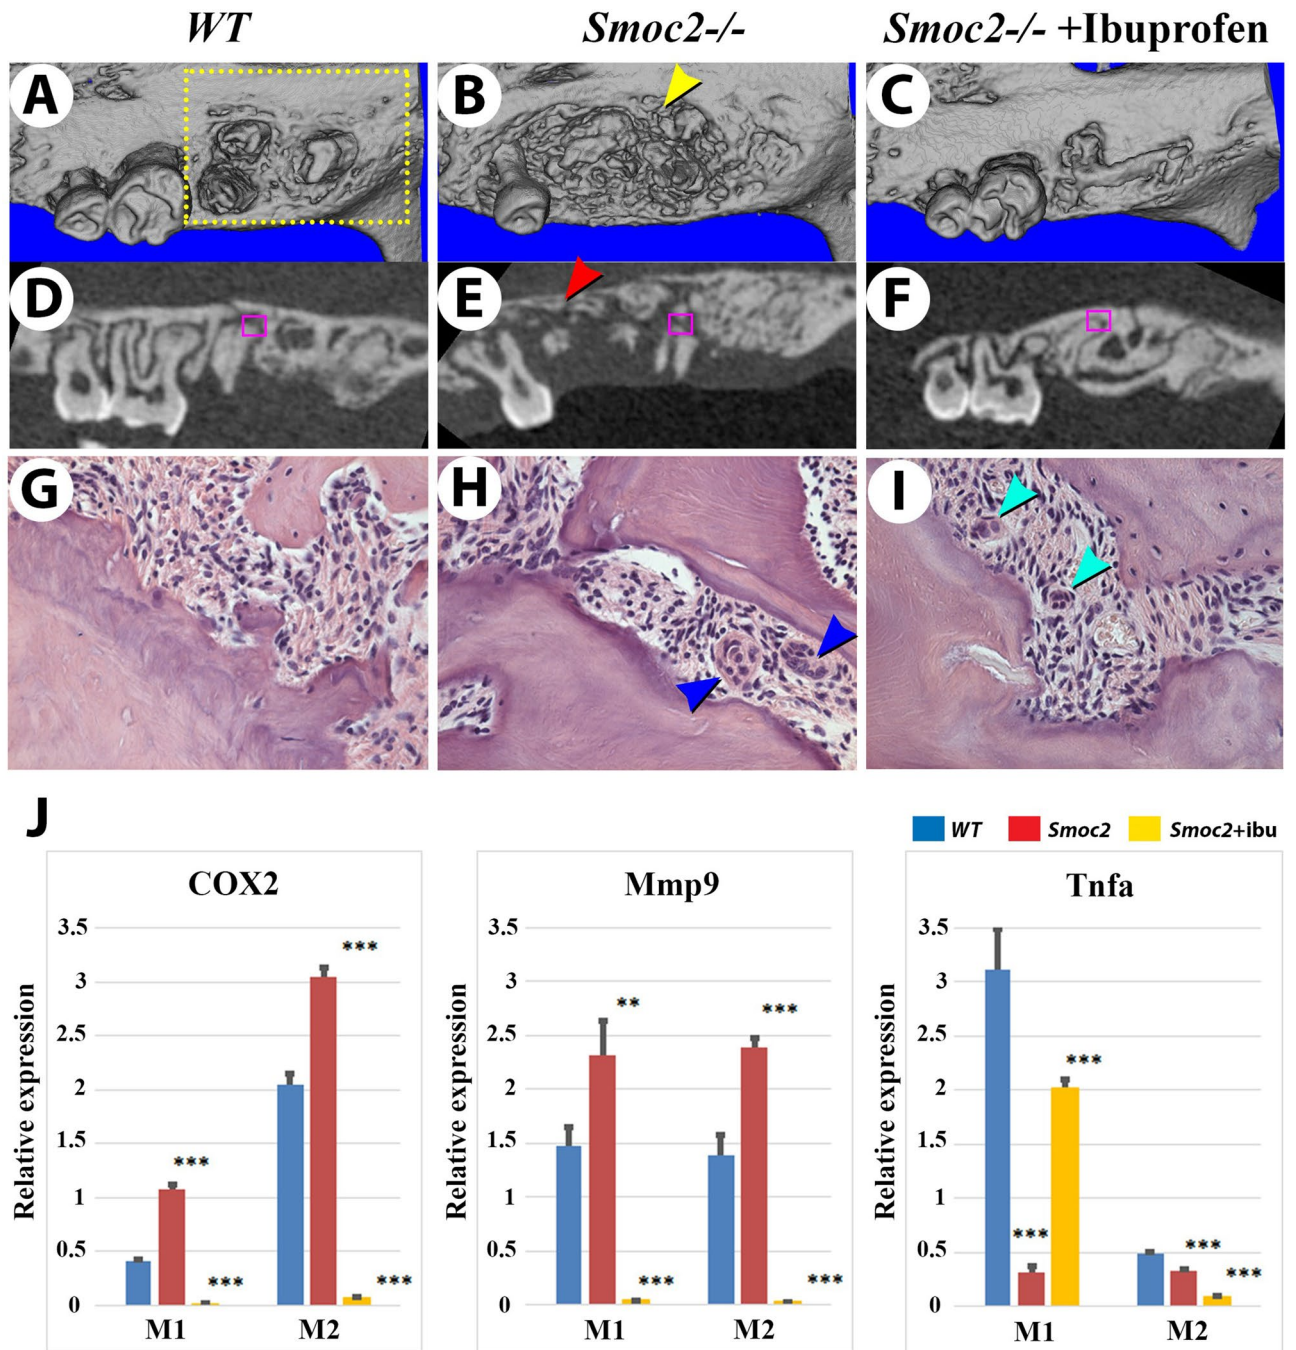 WT Smoc2-/- Smoc2-/- +Ibuprofen
A B C
D E F
G H I
J
WT Smoc2 Smoc2+ibu
COX2
3.5
3
2.5
2
1.5
1
0.5
0
Relative expression
***
***
***
***
M1 M2
Mmp9
3.5
3
2.5
2
1.5
1
0.5
0
Relative expression
**
***
***
***
M1 M2
Tnfa
3.5
3
2.5
2
1.5
1
0.5
0
Relative expression
***
***
***
***
M1 M2